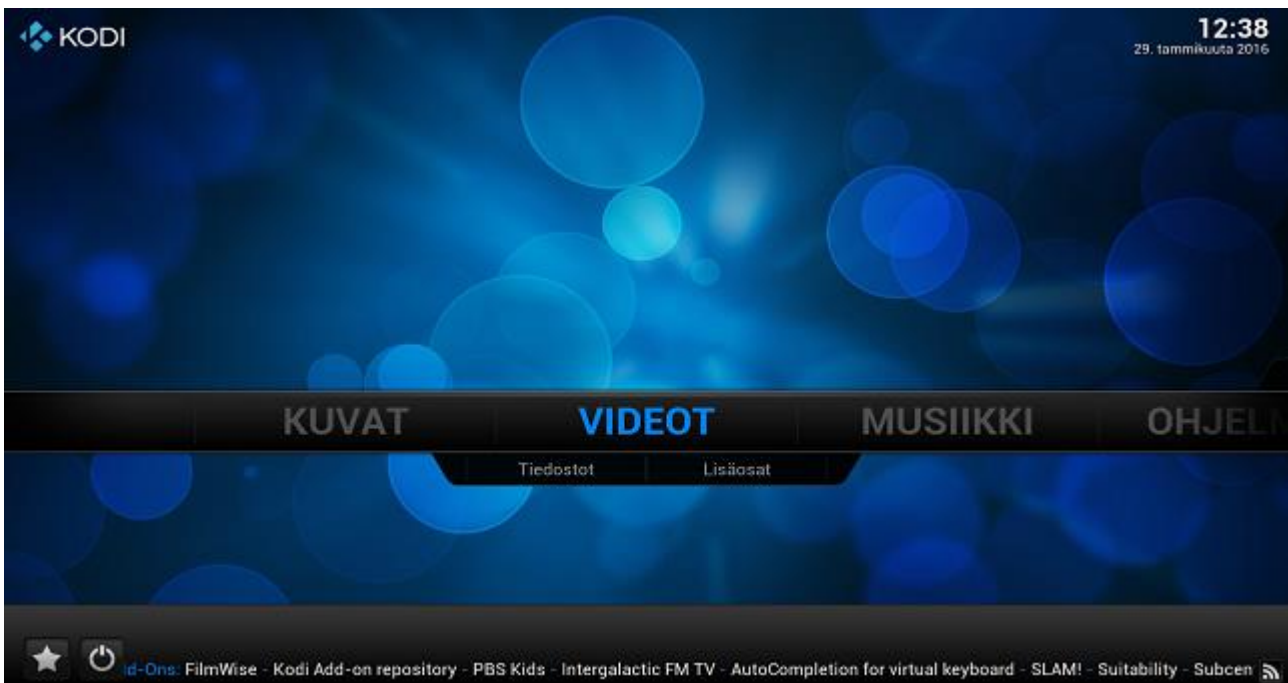 KODI
12:38
29. tammikuuta 2016
KUVAT VIDEOT MUSIIKKI
Tiedostot Lisäosat
FilmWise - Kodi Add-on repository - PBS Kids - Intergalactic FM TV - AutoCompletion for virtual keyboard - SLAM! - Suitability - Subcen